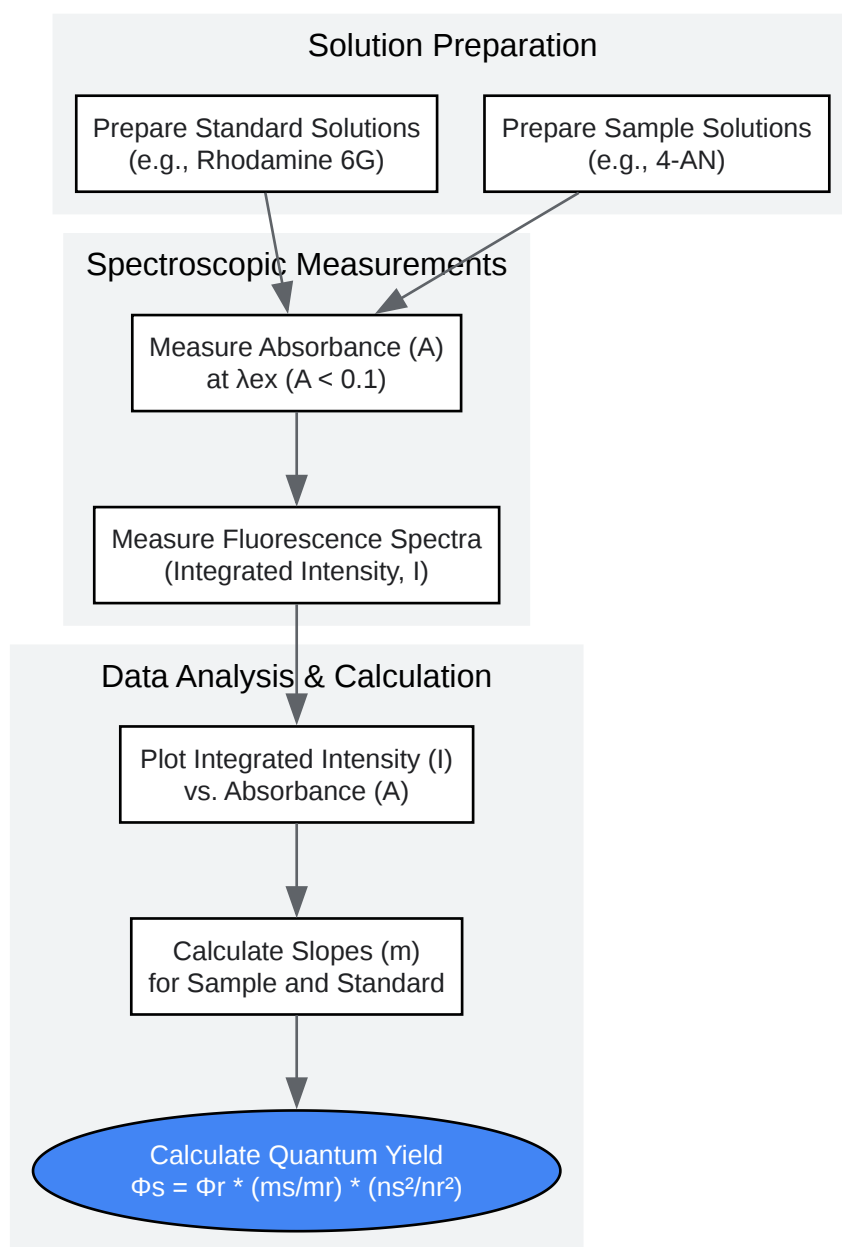 Solution Preparation
Prepare Standard Solutions
(e.g., Rhodamine 6G)
Prepare Sample Solutions
(e.g., 4-AN)
Spectroscopic Measurements
Measure Absorbance (A)
at λex (A < 0.1)
Measure Fluorescence Spectra
(Integrated Intensity, I)
Data Analysis & Calculation
Plot Integrated Intensity (I)
vs. Absorbance (A)
Calculate Slopes (m)
for Sample and Standard
Calculate Quantum Yield
Φs = Φr * (ms/mr) * (ns²/nr²)